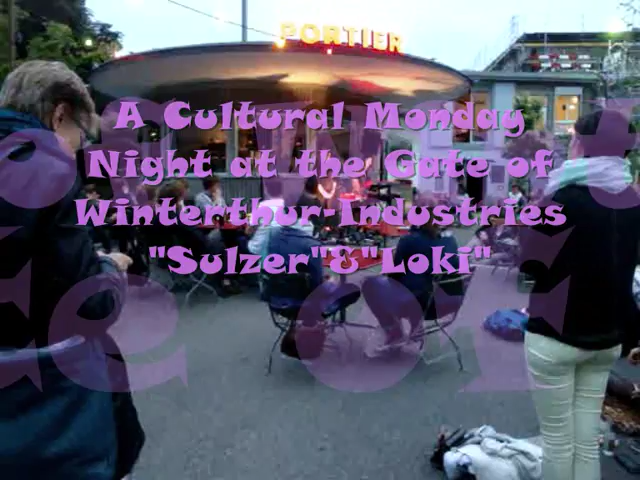 PORTIER
A Cultural Monday
Night at the Gate of
Winterthur-Industries
"Sulzer"&"Loki"